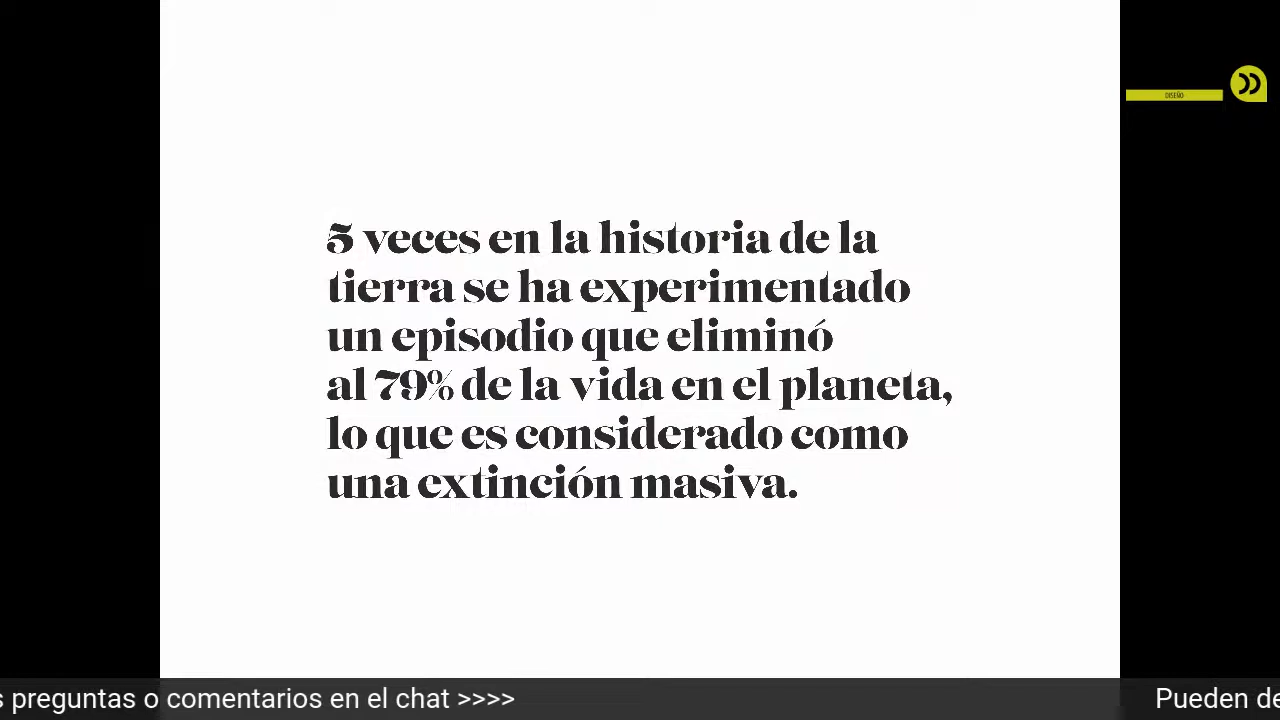 DISEÑO
5 veces en la historia de la
tierra se ha experimentado
un episodio que eliminó
al 79% de la vida en el planeta,
lo que es considerado como
una extinción masiva.
preguntas o comentarios en el chat >>>> Pueden